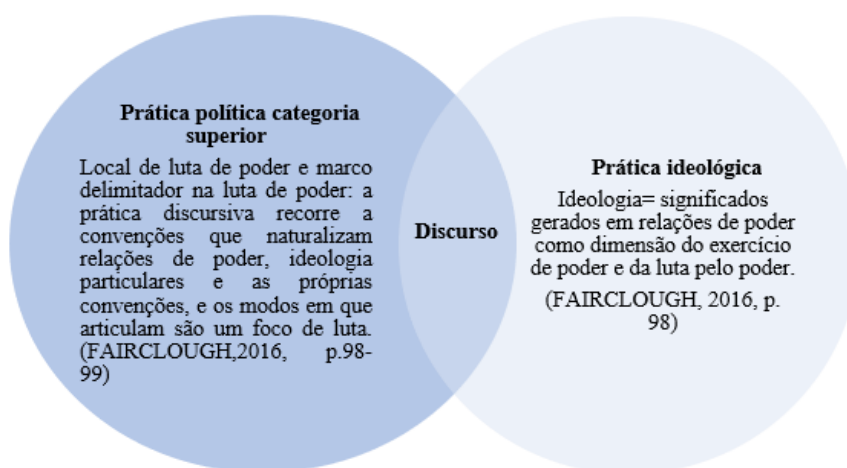 Prática política categoria
superior
Local de luta de poder e marco
delimitador na luta de poder: a
prática discursiva recorre a
convenções que naturalizam
relações de poder, ideologia
particulares e as próprias
convenções, e os modos em que
articulam são um foco de luta.
(FAIRCLOUGH,2016, p.98-
99)
Discurso
Prática ideológica
Ideologia= significados
gerados em relações de poder
como dimensão do exercício
de poder e da luta pelo poder.
(FAIRCLOUGH, 2016, p.
98)